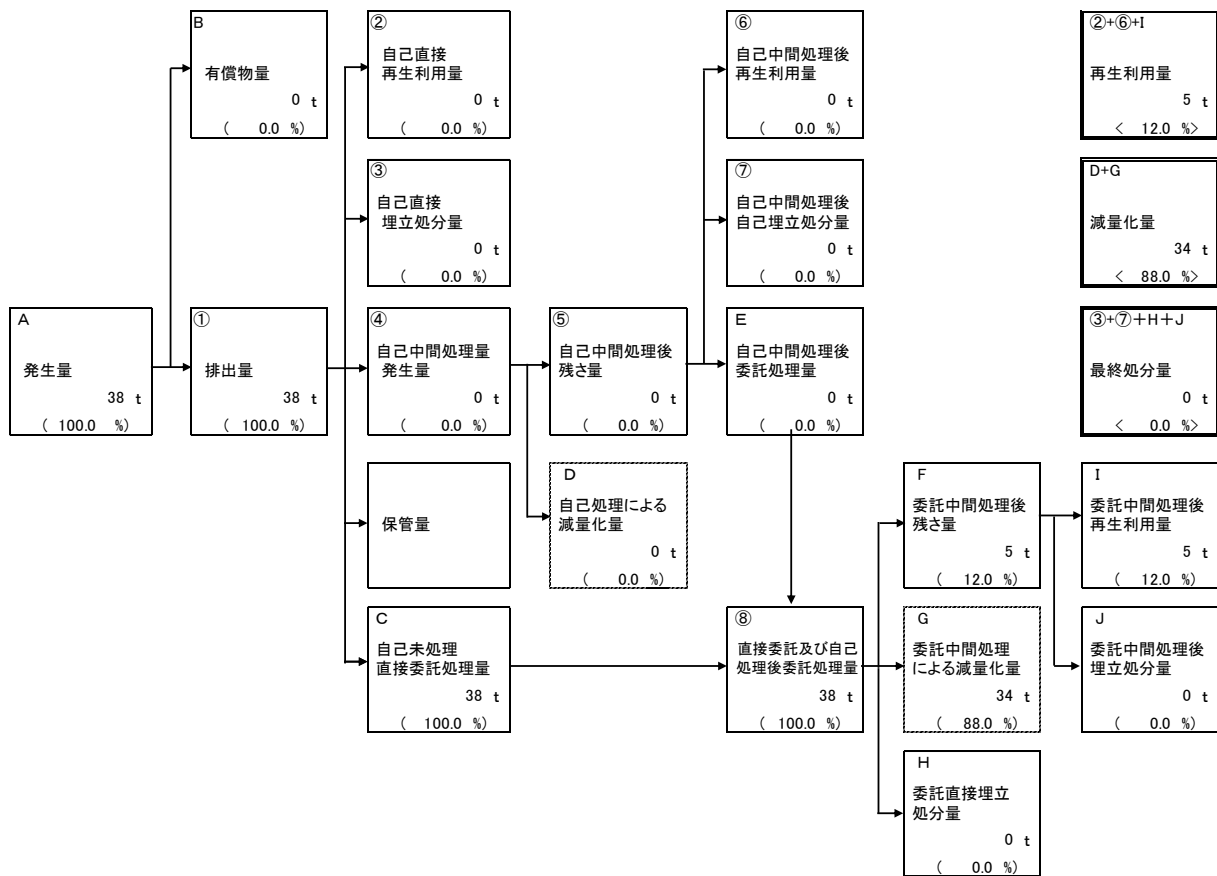 B
有償物量
0 t
( 0.0 %)
②
自己直接
再生利用量
0 t
( 0.0 %)
⑥
自己中間処理後
再生利用量
0 t
( 0.0 %)
②+⑥+I
再生利用量
5 t
< 12.0 %>
③
自己直接
埋立処分量
0 t
( 0.0 %)
⑦
自己中間処理後
自己埋立処分量
0 t
( 0.0 %)
D+G
減量化量
34 t
< 88.0 %>
A
発生量
38 t
( 100.0 %)
①
排出量
38 t
( 100.0 %)
④
自己中間処理量
発生量
0 t
( 0.0 %)
⑤
自己中間処理後
残さ量
0 t
( 0.0 %)
E
自己中間処理後
委託処理量
0 t
( 0.0 %)
③+⑦+H+J
最終処分量
0 t
< 0.0 %>
保管量
D
自己処理による
減量化量
0 t
( 0.0 %)
F
委託中間処理後
残さ量
5 t
( 12.0 %)
I
委託中間処理後
再生利用量
5 t
( 12.0 %)
C
自己未処理
直接委託処理量
38 t
( 100.0 %)
⑧
直接委託及び自己
処理後委託処理量
38 t
( 100.0 %)
G
委託中間処理
による減量化量
34 t
( 88.0 %)
J
委託中間処理後
埋立処分量
0 t
( 0.0 %)
H
委託直接埋立
処分量
0 t
( 0.0 %)